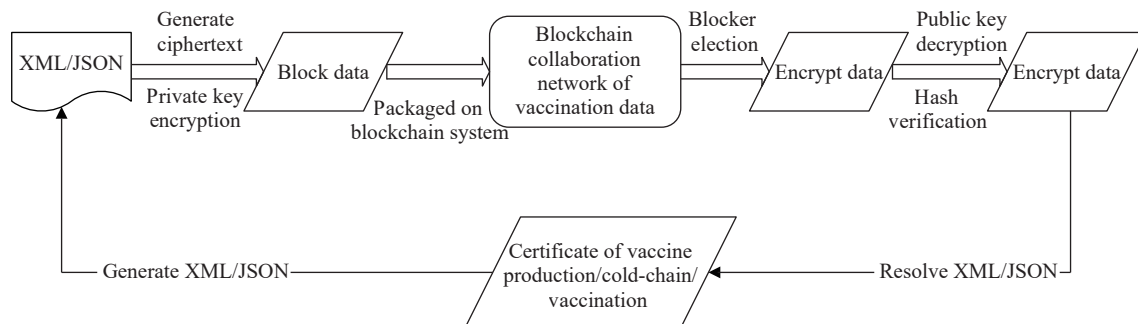 XML/JSON
Generate
ciphertext
Private key
encryption
Block data
Packaged on
blockchain system
Blockchain
collaboration
network of
vaccination data
Blocker
election
Encrypt data
Public key
decryption
Hash
verification
Encrypt data
Generate XML/JSON
Certificate of vaccine
production/cold-chain/
vaccination
Resolve XML/JSON